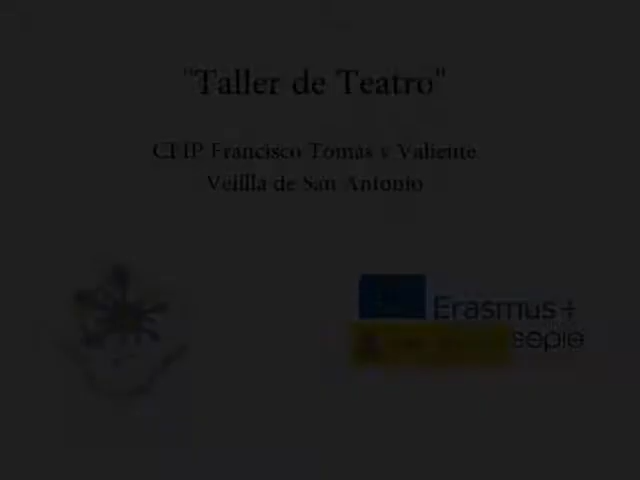 "Taller de Teatro"
CEIP Francisco Tomas y Valiente
Velilla de San Antonio
Erasmus+
sepie